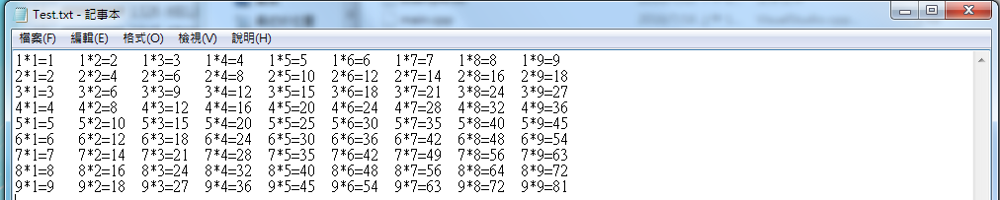 Test.txt - 記事本
檔案(F) 編輯(E) 格式(O) 檢視(V) 說明(H)
1*1=1 1*2=2 1*3=3 1*4=4 1*5=5 1*6=6 1*7=7 1*8=8 1*9=9
2*1=2 2*2=4 2*3=6 2*4=8 2*5=10 2*6=12 2*7=14 2*8=16 2*9=18
3*1=3 3*2=6 3*3=9 3*4=12 3*5=15 3*6=18 3*7=21 3*8=24 3*9=27
4*1=4 4*2=8 4*3=12 4*4=16 4*5=20 4*6=24 4*7=28 4*8=32 4*9=36
5*1=5 5*2=10 5*3=15 5*4=20 5*5=25 5*6=30 5*7=35 5*8=40 5*9=45
6*1=6 6*2=12 6*3=18 6*4=24 6*5=30 6*6=36 6*7=42 6*8=48 6*9=54
7*1=7 7*2=14 7*3=21 7*4=28 7*5=35 7*6=42 7*7=49 7*8=56 7*9=63
8*1=8 8*2=16 8*3=24 8*4=32 8*5=40 8*6=48 8*7=56 8*8=64 8*9=72
9*1=9 9*2=18 9*3=27 9*4=36 9*5=45 9*6=54 9*7=63 9*8=72 9*9=81